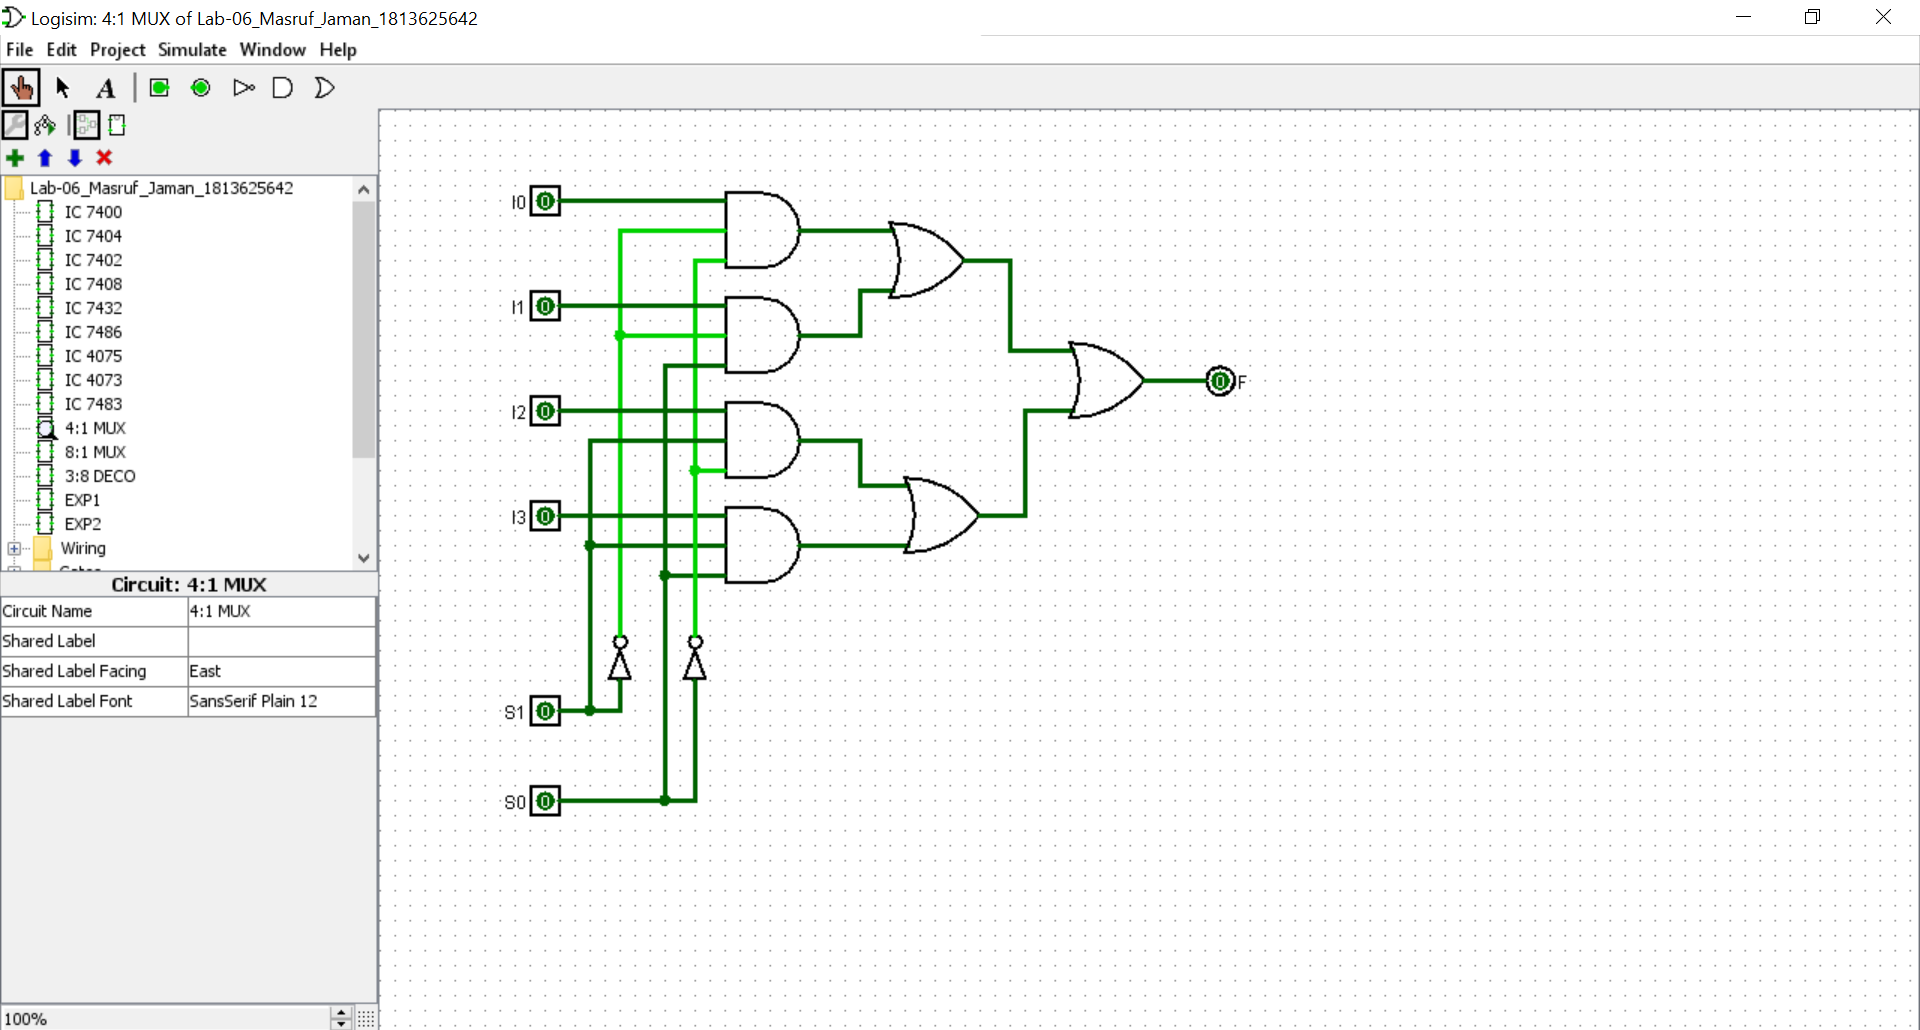 Logisim: 4:1 MUX of Lab-06_Masruf_Jaman_1813625642
File Edit Project Simulate Window Help
A
Lab-06_Masruf_Jaman_1813625642
IC 7400
IC 7404
IC 7402
IC 7408
IC 7432
IC 7486
IC 4075
IC 4073
IC 7483
4:1 MUX
8:1 MUX
3:8 DECO
EXP1
EXP2
Wiring
Circuit: 4:1 MUX
Circuit Name 4:1 MUX
Shared Label
Shared Label Facing East
Shared Label Font SansSerif Plain 12
100%
I0 0
I1 0
I2 0
I3 0
S1 0
S0 0
0 F